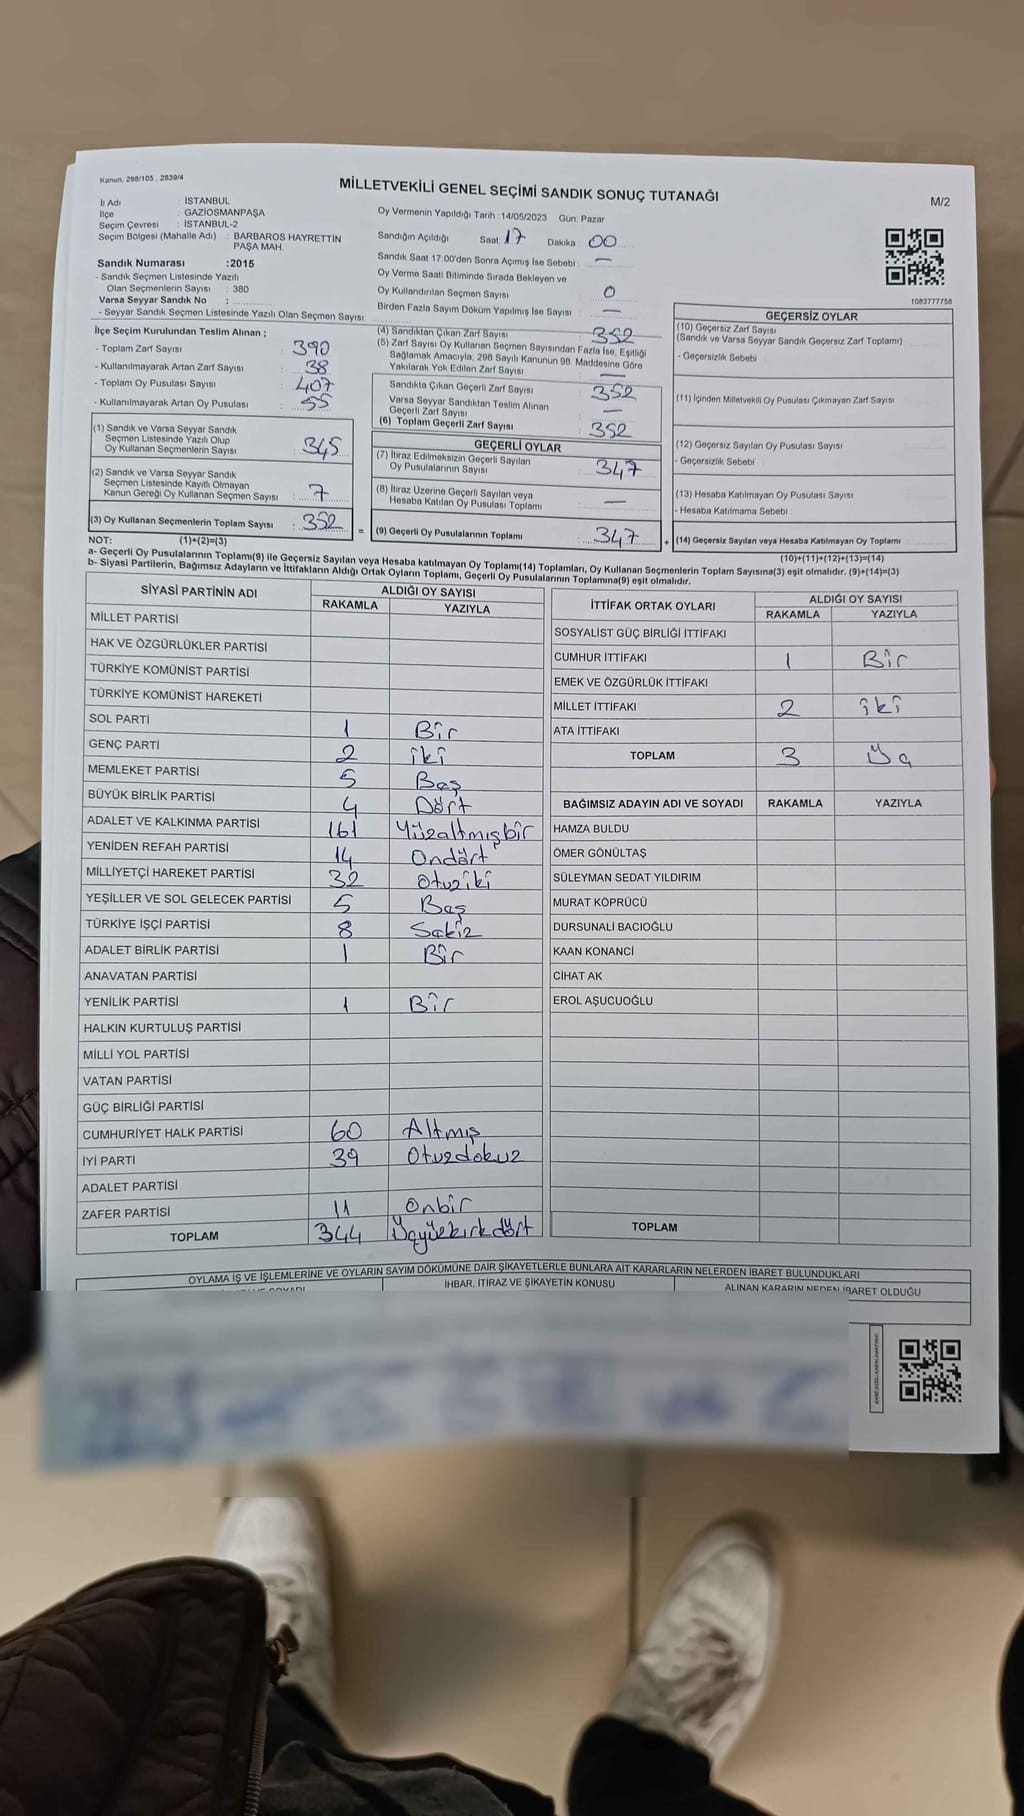 Kanun: 298/105 , 2839/4
MİLLETVEKİLİ GENEL SEÇİMİ SANDIK SONUÇ TUTANAĞI
M/2
İl Adı : İSTANBUL
İlçe : GAZİOSMANPAŞA
Seçim Çevresi : İSTANBUL-2
Seçim Bölgesi (Mahalle Adı) : BARBAROS HAYRETTİN
PAŞA MAH.
Sandık Numarası :2015
- Sandık Seçmen Listesinde Yazılı
Olan Seçmenlerin Sayısı : 380
Varsa Seyyar Sandık No :
- Seyyar Sandık Seçmen Listesinde Yazılı Olan Seçmen Sayısı:
Oy Vermenin Yapıldığı Tarih :14/05/2023 Gün: Pazar
Sandığın Açıldığı Saat: 17 Dakika : 00
Sandık Saat 17:00'den Sonra Açımış İse Sebebi : —
Oy Verme Saati Bitiminde Sırada Bekleyen ve
Oy Kullandırılan Seçmen Sayısı : 0
Birden Fazla Sayım Döküm Yapılmış İse Sayısı : —
1083777758
İlçe Seçim Kurulundan Teslim Alınan ;
- Toplam Zarf Sayısı : 390
- Kullanılmayarak Artan Zarf Sayısı : 38
- Toplam Oy Pusulası Sayısı : 407
- Kullanılmayarak Artan Oy Pusulası : 55
(1) Sandık ve Varsa Seyyar Sandık
Seçmen Listesinde Yazılı Olup
Oy Kullanan Seçmenlerin Sayısı : 345
(2) Sandık ve Varsa Seyyar Sandık
Seçmen Listesinde Kayıtlı Olmayan
Kanun Gereği Oy Kullanan Seçmen Sayısı : 7
(3) Oy Kullanan Seçmenlerin Toplam Sayısı : 352
(4) Sandıktan Çıkan Zarf Sayısı : 352
(5) Zarf Sayısı Oy Kullanan Seçmen Sayısından Fazla İse, Eşitliği
Sağlamak Amacıyla, 298 Sayılı Kanunun 98. Maddesine Göre
Yakılarak Yok Edilen Zarf Sayısı : —
Sandıkta Çıkan Geçerli Zarf Sayısı : 352
Varsa Seyyar Sandıktan Teslim Alınan
Geçerli Zarf Sayısı : —
(6) Toplam Geçerli Zarf Sayısı : 352
GEÇERLİ OYLAR
(7) İtiraz Edilmeksizin Geçerli Sayılan
Oy Pusulalarının Sayısı : 347
(8) İtiraz Üzerine Geçerli Sayılan veya
Hesaba Katılan Oy Pusulası Toplamı : —
= (9) Geçerli Oy Pusulalarının Toplamı : 347 +
GEÇERSİZ OYLAR
(10) Geçersiz Zarf Sayısı
(Sandık ve Varsa Seyyar Sandık Geçersiz Zarf Toplamı)
- Geçersizlik Sebebi :
(11) İçinden Milletvekili Oy Pusulası Çıkmayan Zarf Sayısı
(12) Geçersiz Sayılan Oy Pusulası Sayısı
- Geçersizlik Sebebi :
(13) Hesaba Katılmayan Oy Pusulası Sayısı
- Hesaba Katılmama Sebebi :
(14) Geçersiz Sayılan veya Hesaba Katılmayan Oy Toplamı :
NOT: (1)+(2)=(3)
(10)+(11)+(12)+(13)=(14)
a- Geçerli Oy Pusulalarının Toplamı(9) ile Geçersiz Sayılan veya Hesaba katılmayan Oy Toplamı(14) Toplamları, Oy Kullanan Seçmenlerin Toplam Sayısına(3) eşit olmalıdır. (9)+(14)=(3)
b- Siyasi Partilerin, Bağımsız Adayların ve İttifakların Aldığı Ortak Oyların Toplamı, Geçerli Oy Pusulalarının Toplamına(9) eşit olmalıdır.
SİYASİ PARTİNİN ADI ALDIĞI OY SAYISI
RAKAMLA YAZIYLA
MİLLET PARTİSİ
HAK VE ÖZGÜRLÜKLER PARTİSİ
TÜRKİYE KOMÜNİST PARTİSİ
TÜRKİYE KOMÜNİST HAREKETİ
SOL PARTİ 1 Bir
GENÇ PARTİ 2 iki
MEMLEKET PARTİSİ 5 Beş
BÜYÜK BİRLİK PARTİSİ 4 Dört
ADALET VE KALKINMA PARTİSİ 161 Yüzaltmışbir
YENİDEN REFAH PARTİSİ 14 Ondört
MİLLİYETÇİ HAREKET PARTİSİ 32 Otuziki
YEŞİLLER VE SOL GELECEK PARTİSİ 5 Beş
TÜRKİYE İŞÇİ PARTİSİ 8 Sekiz
ADALET BİRLİK PARTİSİ 1 Bir
ANAVATAN PARTİSİ
YENİLİK PARTİSİ 1 Bir
HALKIN KURTULUŞ PARTİSİ
MİLLİ YOL PARTİSİ
VATAN PARTİSİ
GÜÇ BİRLİĞİ PARTİSİ
CUMHURİYET HALK PARTİSİ 60 Altmış
İYİ PARTİ 39 Otuzdokuz
ADALET PARTİSİ
ZAFER PARTİSİ 11 Onbir
TOPLAM 344 Üçyüzkırkdört
İTTİFAK ORTAK OYLARI ALDIĞI OY SAYISI
RAKAMLA YAZIYLA
SOSYALİST GÜÇ BİRLİĞİ İTTİFAKI
CUMHUR İTTİFAKI 1 Bir
EMEK VE ÖZGÜRLÜK İTTİFAKI
MİLLET İTTİFAKI 2 iki
ATA İTTİFAKI
TOPLAM 3 Üç
BAĞIMSIZ ADAYIN ADI VE SOYADI RAKAMLA YAZIYLA
HAMZA BULDU
ÖMER GÖNÜLTAŞ
SÜLEYMAN SEDAT YILDIRIM
MURAT KÖPRÜCÜ
DURSUNALİ BACIOĞLU
KAAN KONANCİ
CİHAT AK
EROL AŞUCUOĞLU
TOPLAM
OYLAMA İŞ VE İŞLEMLERİNE VE OYLARIN SAYIM DÖKÜMÜNE DAİR ŞİKAYETLERLE BUNLARA AİT KARARLARIN NELERDEN İBARET BULUNDUKLARI
İHBAR, İTİRAZ VE ŞİKAYETİN KONUSU
ALINAN KARARIN NEDEN İBARET OLDUĞU